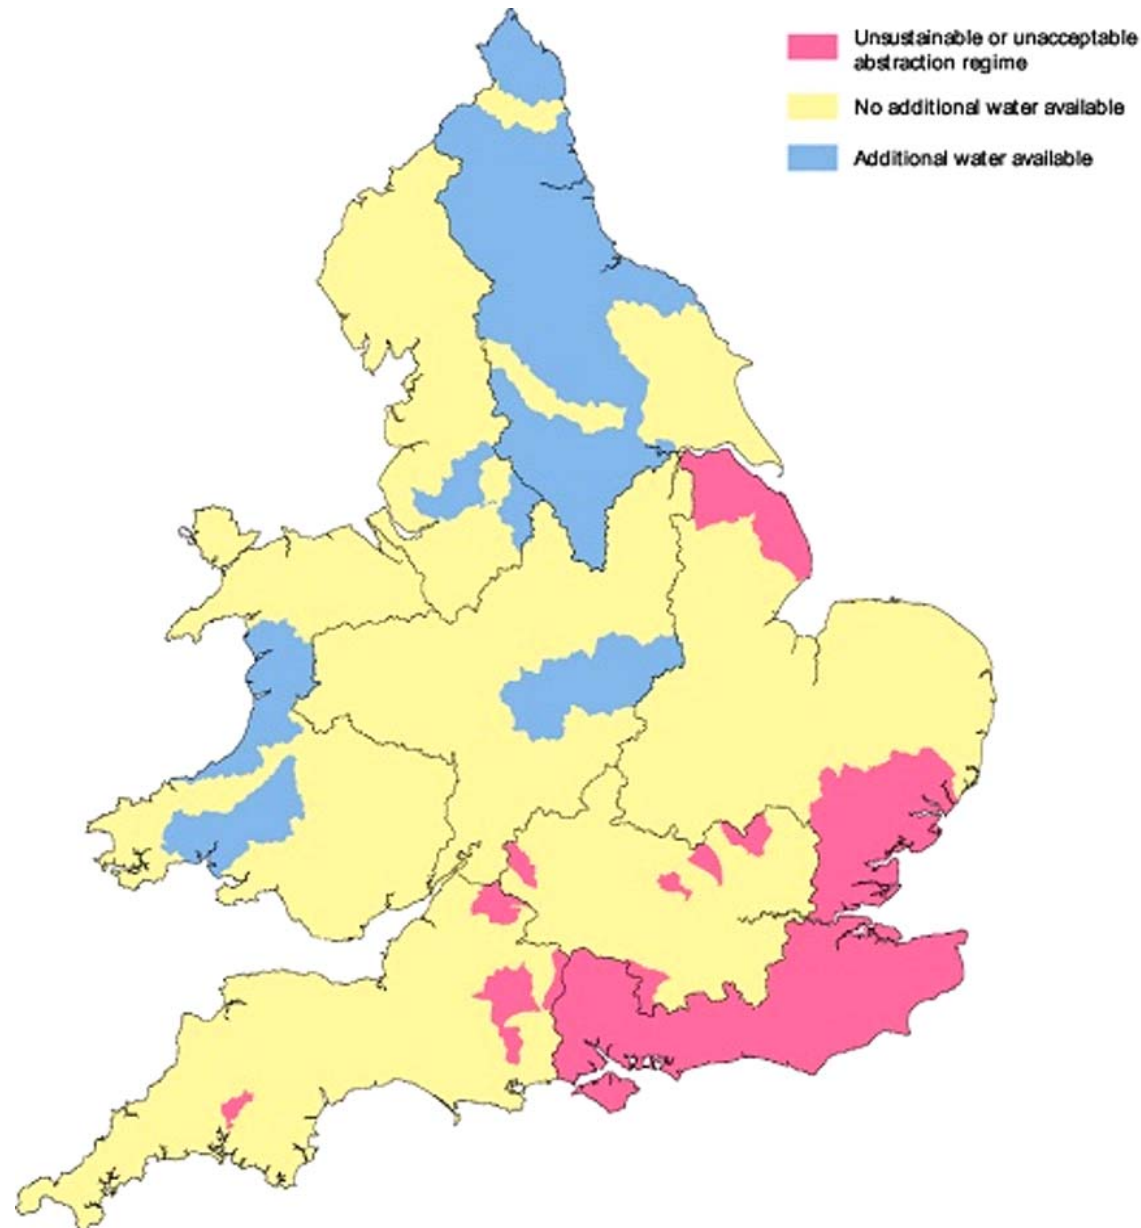 Unsustainable or unacceptable
abstraction regime
No additional water available
Additional water available